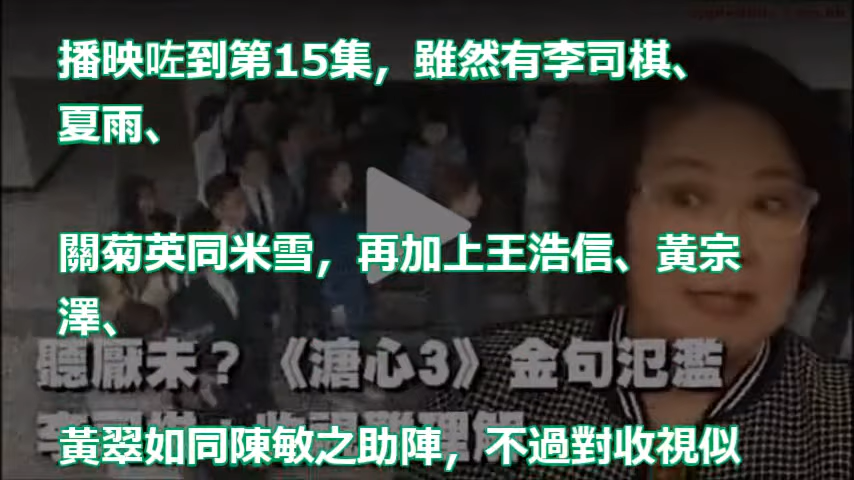 播映咗到第15集，雖然有李司棋、
夏雨、
關菊英同米雪，再加上王浩信、黃宗
澤、
聽厭未？《溏心3》金句氾濫
黃翠如同陳敏之助陣，不過對收視似